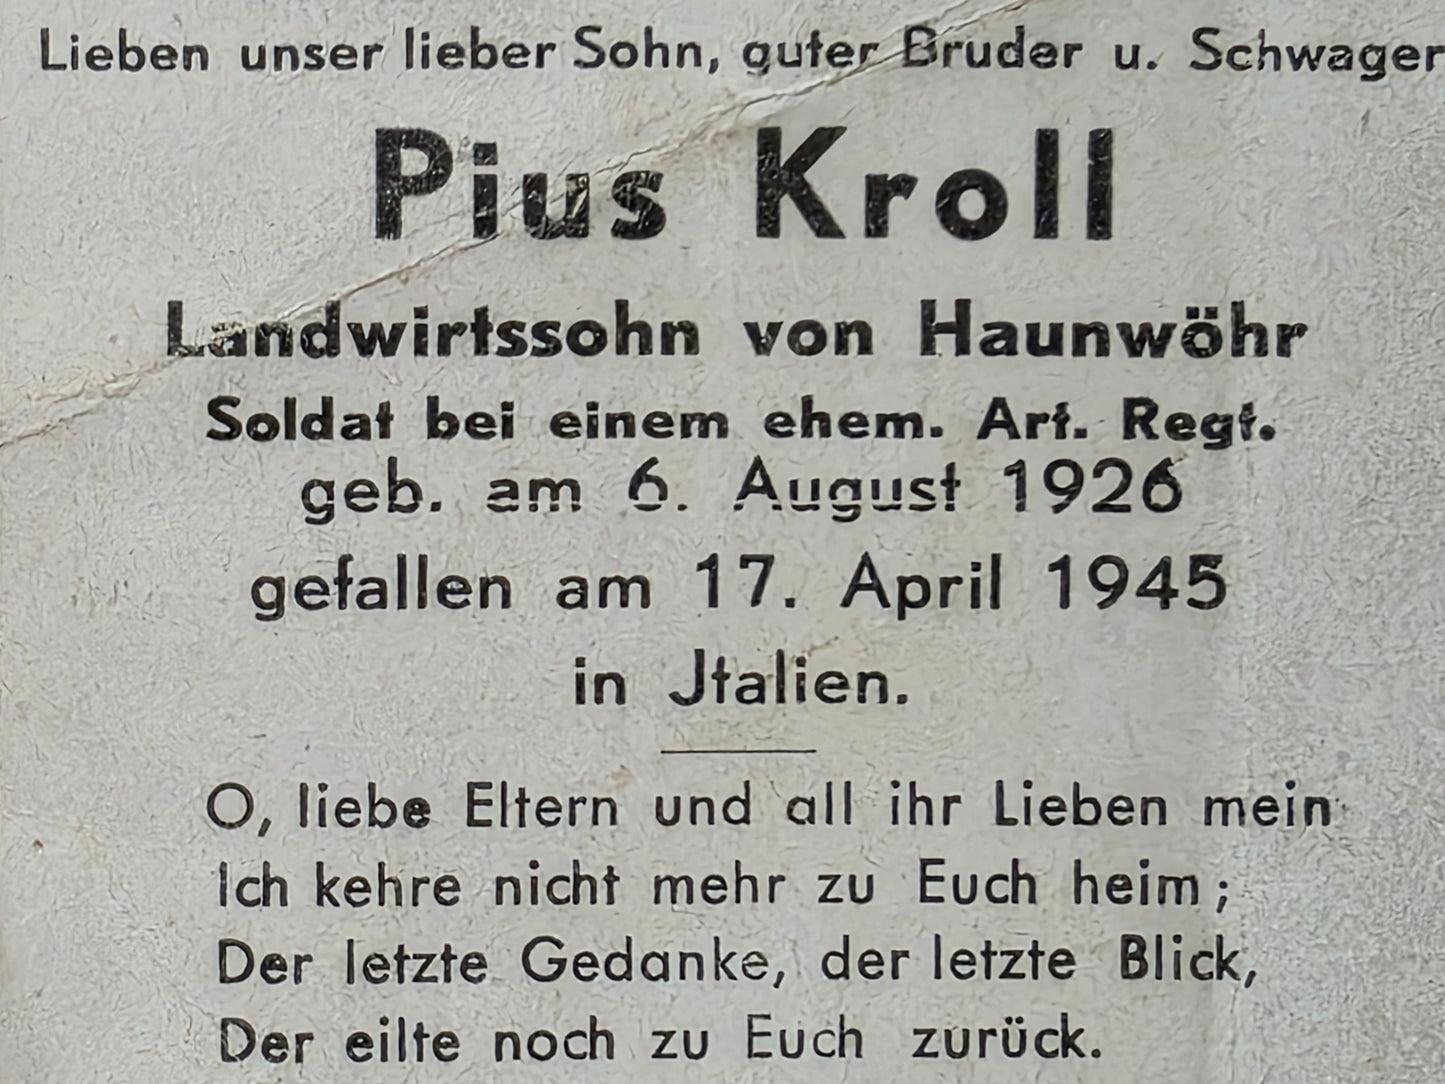 Lieben unser lieber Sohn, guter Bruder u. Schwager
Pius Kroll
Landwirtssohn von Haunwöhr
Soldat bei einem ehem. Art. Regt.
geb. am 6. August 1926
gefallen am 17. April 1945
in Jtalien.
O, liebe Eltern und all ihr Lieben mein
Ich kehre nicht mehr zu Euch heim;
Der letzte Gedanke, der letzte Blick,
Der eilte noch zu Euch zurück.